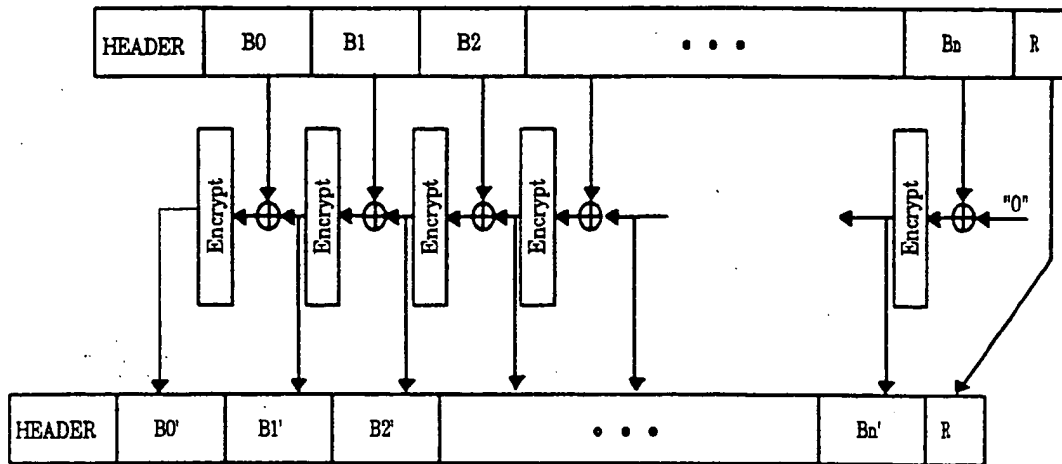 HEADER B0 B1 B2 • • • Bn R
Encrypt Encrypt Encrypt Encrypt Encrypt "0"
HEADER B0' B1' B2' • • • Bn' R